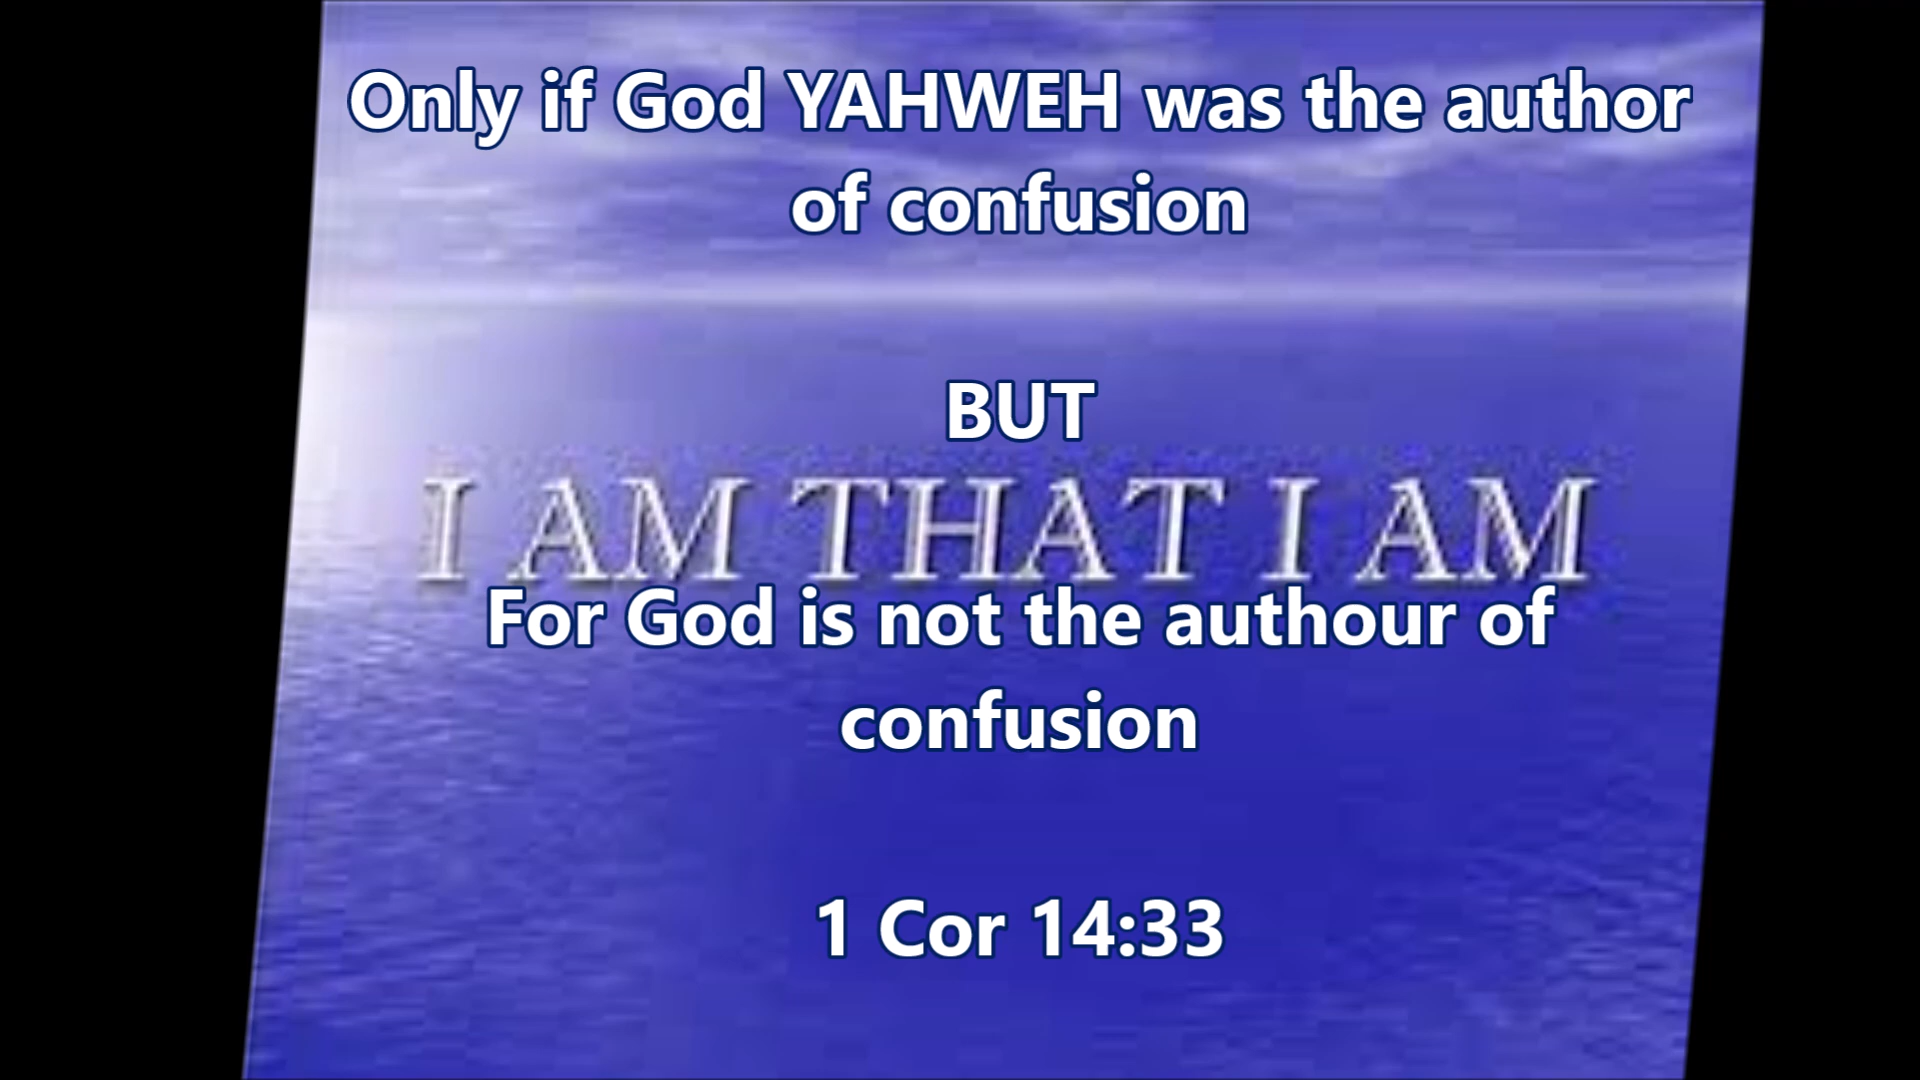 Only if God YAHWEH was the author
of confusion
BUT
I AM THAT I AM
For God is not the authour of
confusion
1 Cor 14:33